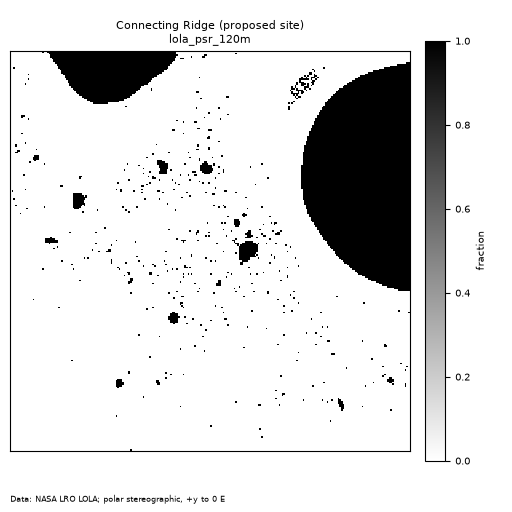 Connecting Ridge (proposed site)
lola_psr_120m
1.0
0.8
0.6
0.4
0.2
0.0
fraction
Data: NASA LRO LOLA; polar stereographic, +y to 0 E